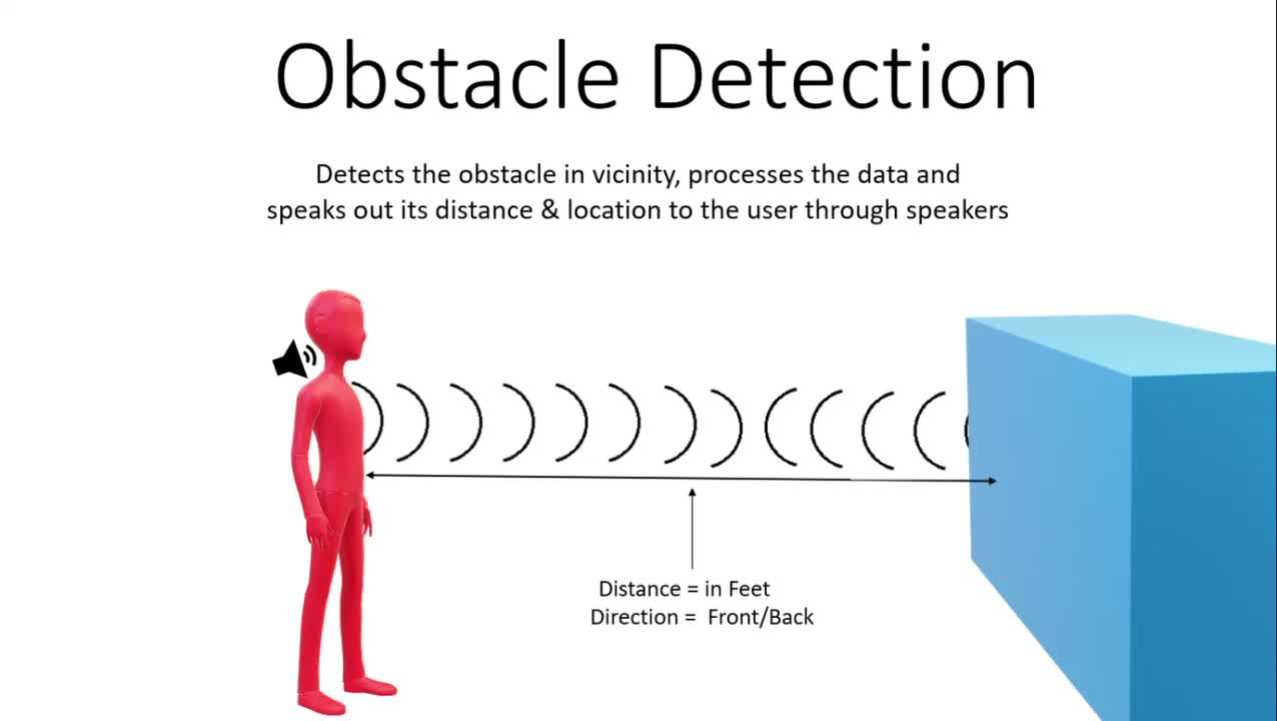 Obstacle Detection
Detects the obstacle in vicinity, processes the data and
speaks out its distance & location to the user through speakers
Distance = in Feet
Direction = Front/Back